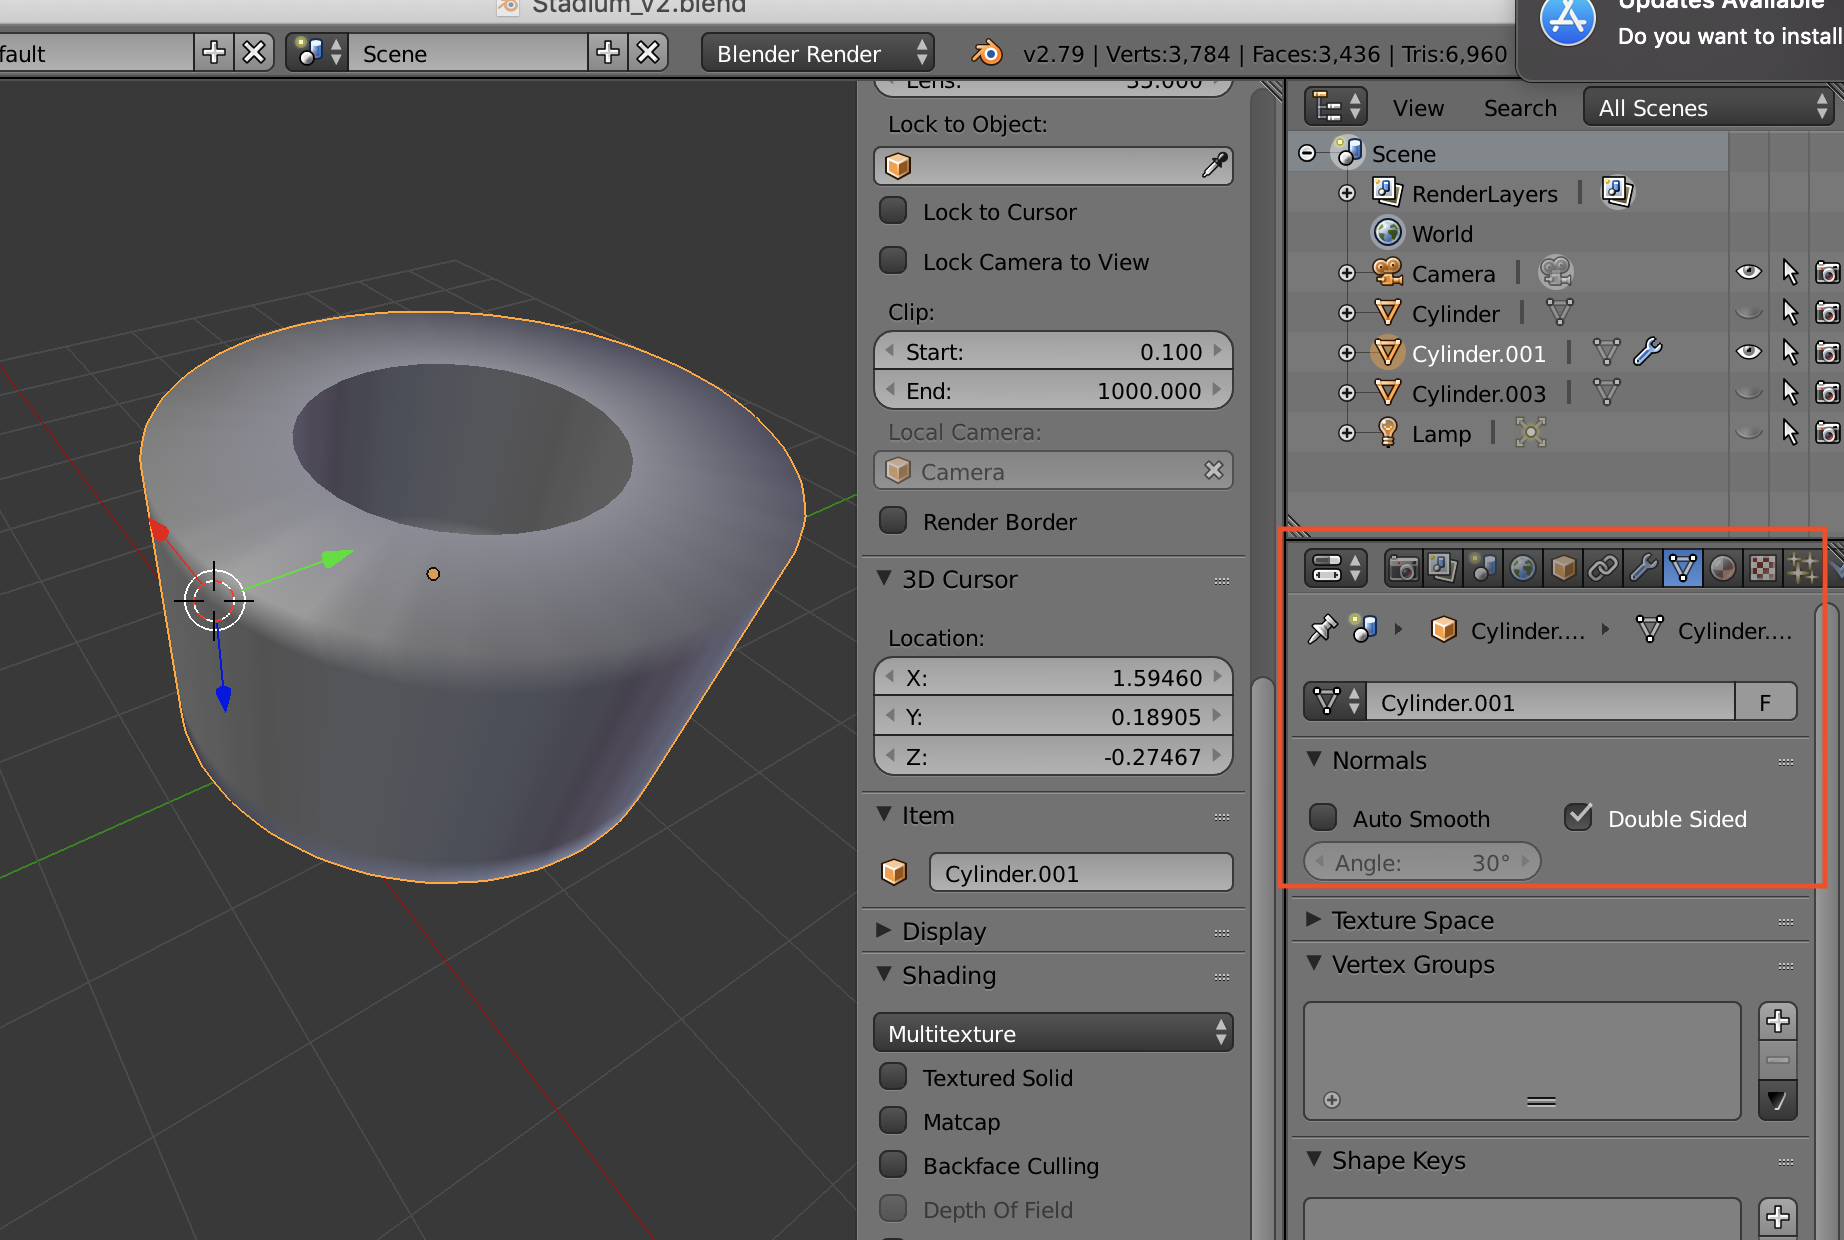 Stadium_v2.blend
Updates Available
Do you want to install
fault
Scene
Blender Render
v2.79 | Verts:3,784 | Faces:3,436 | Tris:6,960
Lens: 35.000
Lock to Object:
Lock to Cursor
Lock Camera to View
Clip:
Start: 0.100
End: 1000.000
Local Camera:
Camera
Render Border
3D Cursor
Location:
X: 1.59460
Y: 0.18905
Z: -0.27467
Item
Cylinder.001
Display
Shading
Multitexture
Textured Solid
Matcap
Backface Culling
Depth Of Field
View Search All Scenes
Scene
RenderLayers
World
Camera
Cylinder
Cylinder.001
Cylinder.003
Lamp
Cylinder.... Cylinder....
Cylinder.001 F
Normals
Auto Smooth Double Sided
Angle: 30°
Texture Space
Vertex Groups
Shape Keys